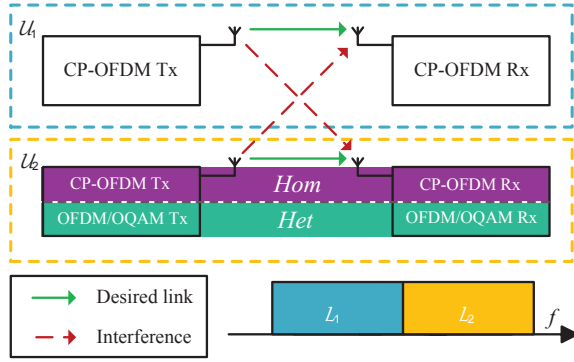 U₁
CP-OFDM Tx
CP-OFDM Rx
U₂
CP-OFDM Tx
Hom
CP-OFDM Rx
OFDM/OQAM Tx
Het
OFDM/OQAM Rx
Desired link
Interference
L₁
L₂
f